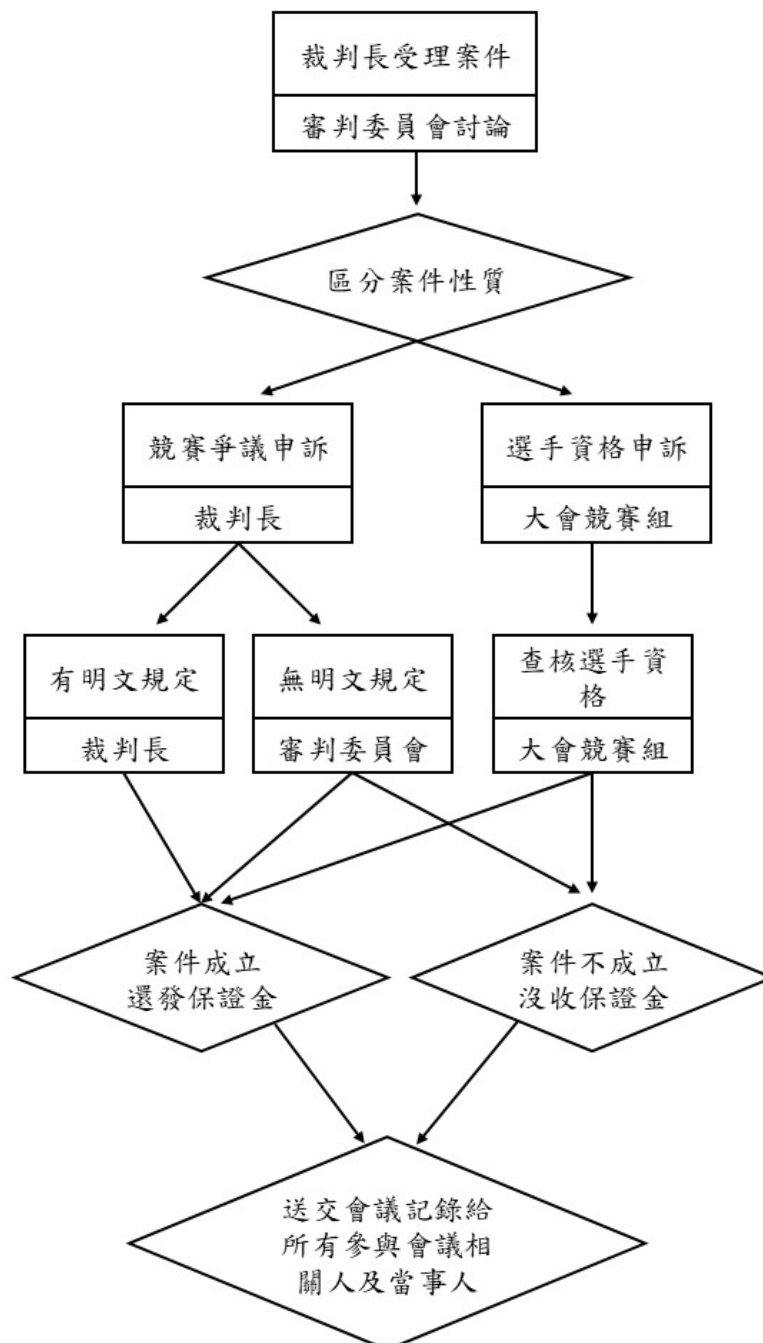 裁判長受理案件
審判委員會討論
區分案件性質
競賽爭議申訴
裁判長
選手資格申訴
大會競賽組
有明文規定
裁判長
無明文規定
審判委員會
查核選手資
格
大會競賽組
案件成立
還發保證金
案件不成立
沒收保證金
送交會議記錄給
所有參與會議相
關人及當事人